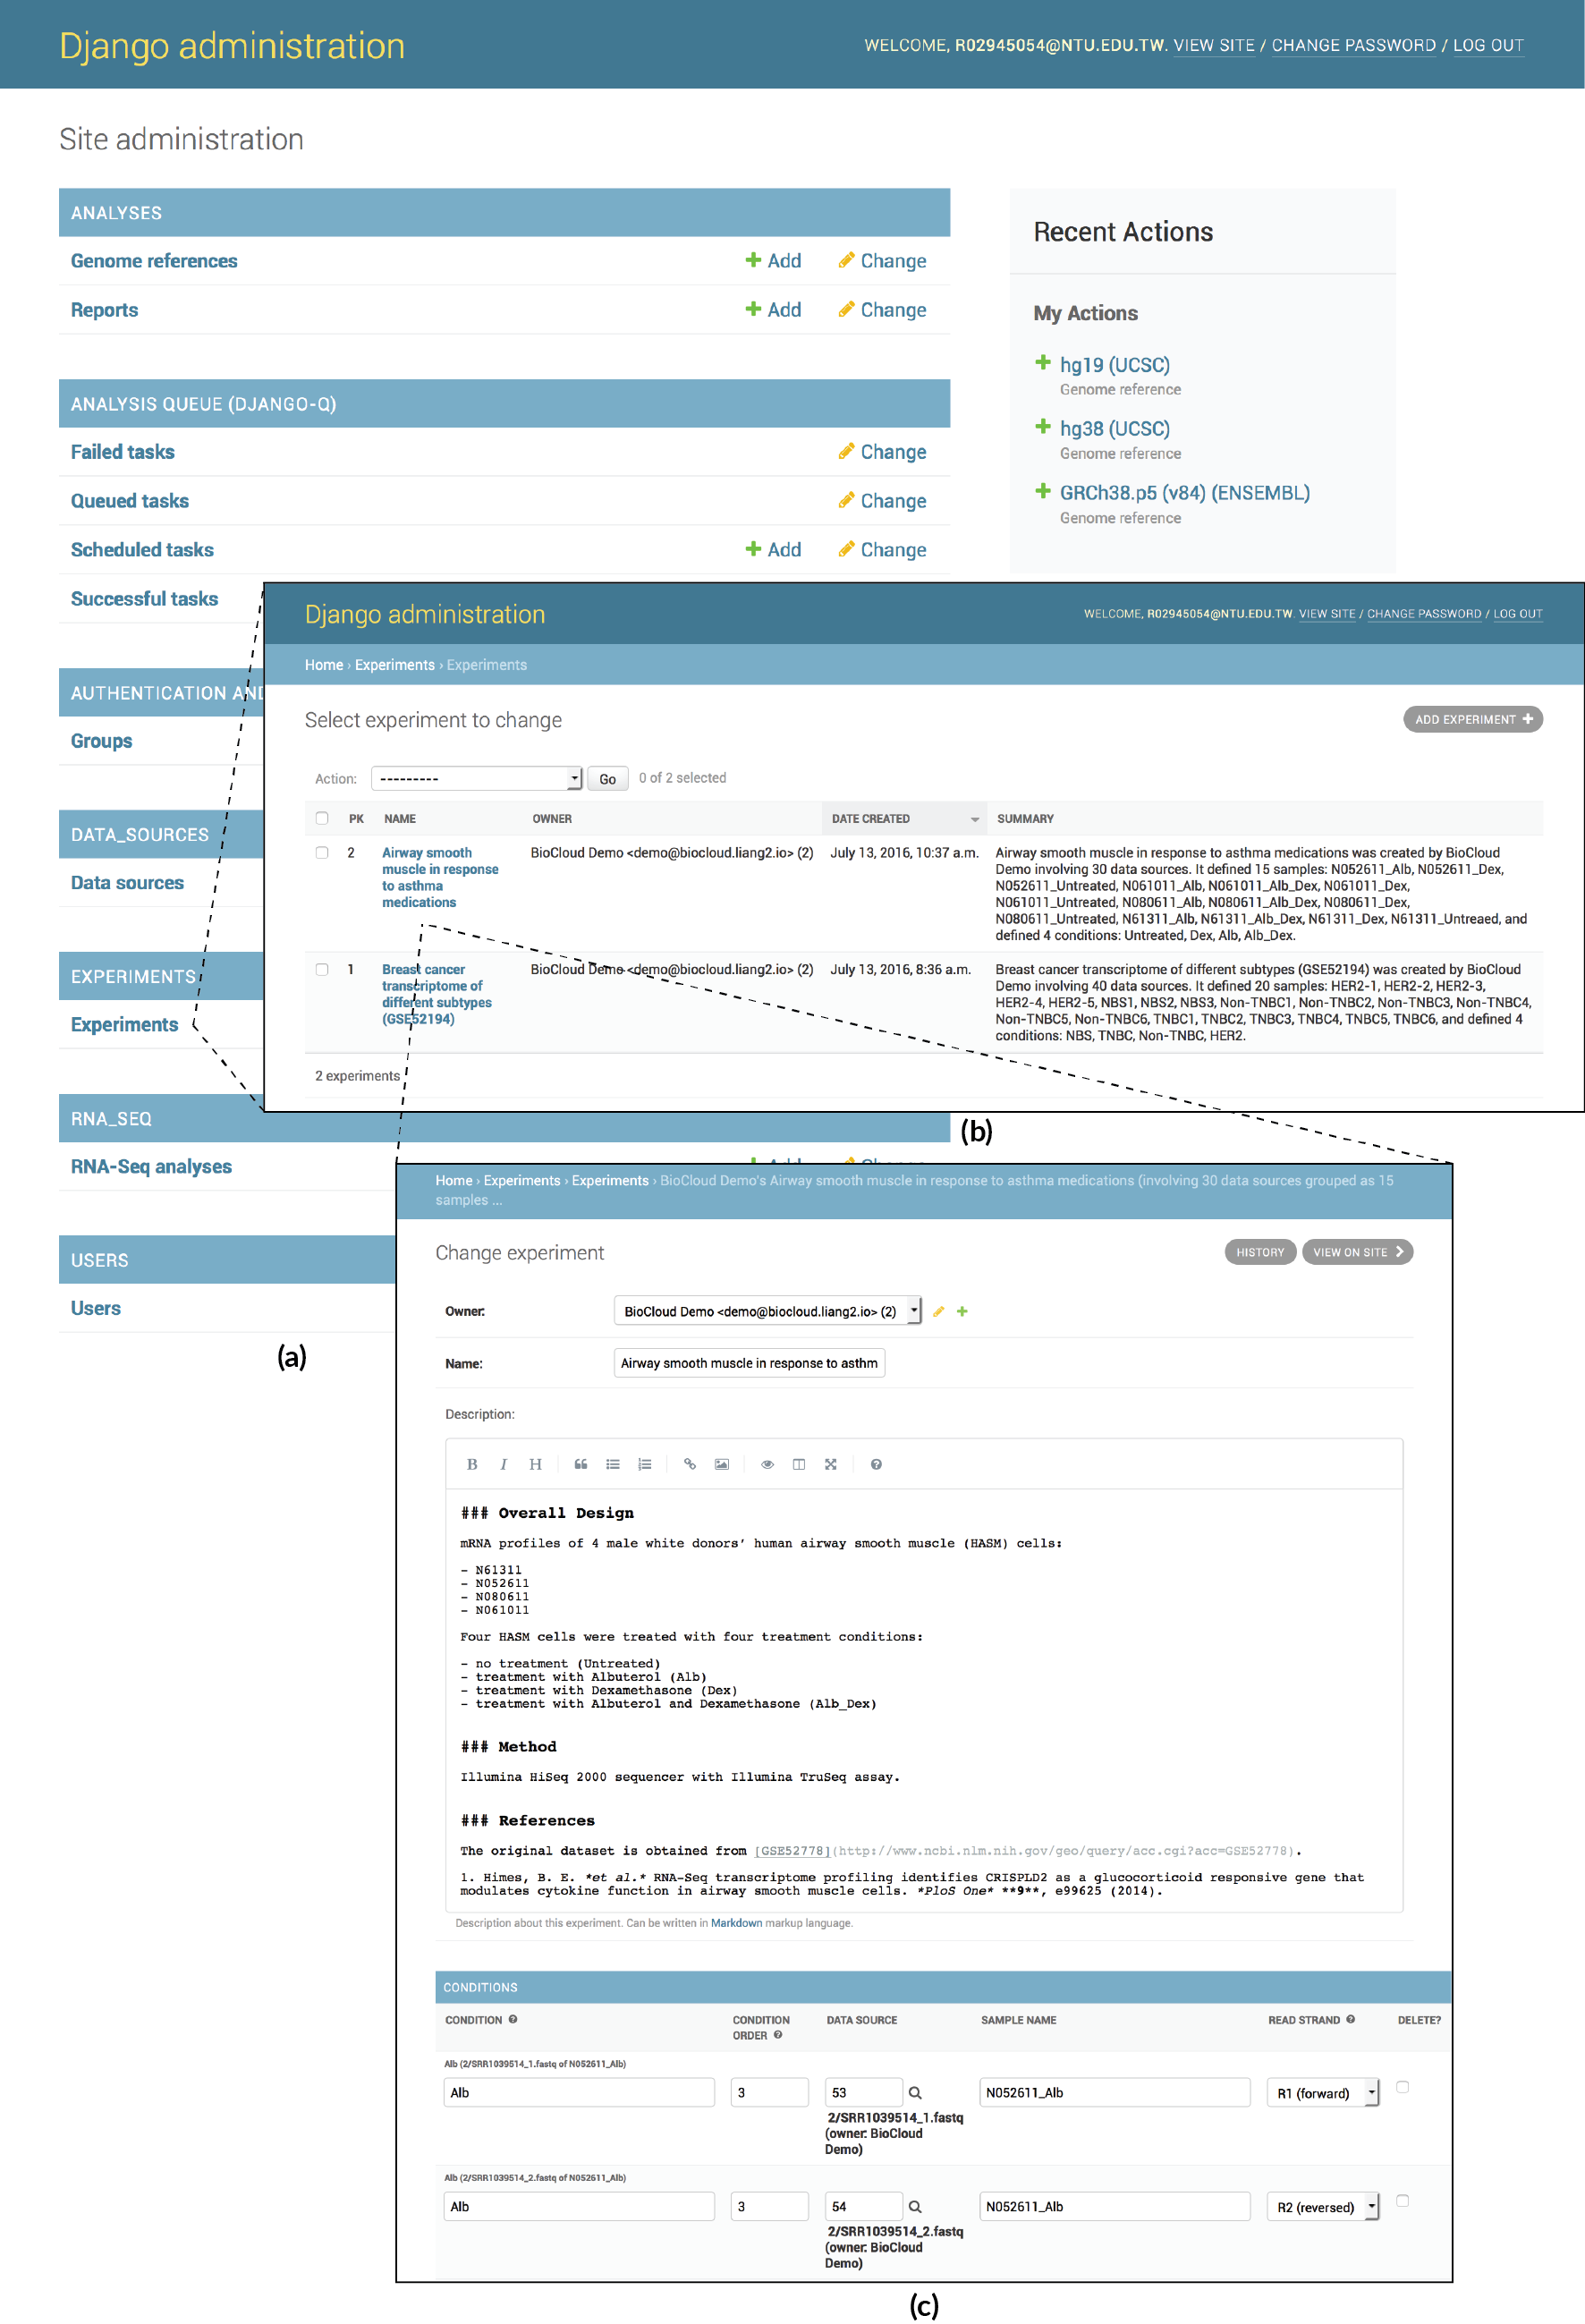 Django administration
WELCOME, R02945054@NTU.EDU.TW. VIEW SITE / CHANGE PASSWORD / LOG OUT
Site administration
ANALYSES
Genome references
Add
Change
Reports
Add
Change
ANALYSIS QUEUE (DJANGO-Q)
Failed tasks
Change
Queued tasks
Change
Scheduled tasks
Add
Change
Successful tasks
AUTHENTICATION AND
Groups
DATA_SOURCES
Data sources
EXPERIMENTS
Experiments
RNA_SEQ
RNA-Seq analyses
USERS
Users
(a)
Recent Actions
My Actions
hg19 (UCSC)
Genome reference
hg38 (UCSC)
Genome reference
GRCh38.p5 (v84) (ENSEMBL)
Genome reference
Django administration
WELCOME, R02945054@NTU.EDU.TW. VIEW SITE / CHANGE PASSWORD / LOG OUT
Home › Experiments › Experiments
Select experiment to change
ADD EXPERIMENT +
Action:
---------
Go
0 of 2 selected
PK
NAME
OWNER
DATE CREATED
SUMMARY
2
Airway smooth
muscle in response
to asthma
medications
BioCloud Demo <demo@biocloud.liang2.io> (2)
July 13, 2016, 10:37 a.m.
Airway smooth muscle in response to asthma medications was created by BioCloud
Demo involving 30 data sources. It defined 15 samples: N052611_Alb, N052611_Dex,
N052611_Untreated, N061011_Alb, N061011_Alb_Dex, N061011_Dex,
N061011_Untreated, N080611_Alb, N080611_Alb_Dex, N080611_Dex,
N080611_Untreated, N61311_Alb, N61311_Alb_Dex, N61311_Dex, N61311_Untreaed, and
defined 4 conditions: Untreated, Dex, Alb, Alb_Dex.
1
Breast cancer
transcriptome of
different subtypes
(GSE52194)
BioCloud Demo <demo@biocloud.liang2.io> (2)
July 13, 2016, 8:36 a.m.
Breast cancer transcriptome of different subtypes (GSE52194) was created by BioCloud
Demo involving 40 data sources. It defined 20 samples: HER2-1, HER2-2, HER2-3,
HER2-4, HER2-5, NBS1, NBS2, NBS3, Non-TNBC1, Non-TNBC2, Non-TNBC3, Non-TNBC4,
Non-TNBC5, Non-TNBC6, TNBC1, TNBC2, TNBC3, TNBC4, TNBC5, TNBC6, and defined 4
conditions: NBS, TNBC, Non-TNBC, HER2.
2 experiments
(b)
Home › Experiments › Experiments › BioCloud Demo's Airway smooth muscle in response to asthma medications (involving 30 data sources grouped as 15
samples ...
Change experiment
HISTORY
VIEW ON SITE
Owner:
BioCloud Demo <demo@biocloud.liang2.io> (2)
Name:
Airway smooth muscle in response to asthm
Description:
B I H
### Overall Design
mRNA profiles of 4 male white donors' human airway smooth muscle (HASM) cells:
- N61311
- N052611
- N080611
- N061011
Four HASM cells were treated with four treatment conditions:
- no treatment (Untreated)
- treatment with Albuterol (Alb)
- treatment with Dexamethasone (Dex)
- treatment with Albuterol and Dexamethasone (Alb_Dex)
### Method
Illumina HiSeq 2000 sequencer with Illumina TruSeq assay.
### References
The original dataset is obtained from [GSE52778](http://www.ncbi.nlm.nih.gov/geo/query/acc.cgi?acc=GSE52778).
1. Himes, B. E. *et al.* RNA-Seq transcriptome profiling identifies CRISPLD2 as a glucocorticoid responsive gene that
modulates cytokine function in airway smooth muscle cells. *PloS One* **9**, e99625 (2014).
Description about this experiment. Can be written in Markdown markup language.
CONDITIONS
CONDITION
CONDITION
ORDER
DATA SOURCE
SAMPLE NAME
READ STRAND
DELETE?
Alb (2/SRR1039514_1.fastq of N052611_Alb)
Alb
3
53
2/SRR1039514_1.fastq
(owner: BioCloud
Demo)
N052611_Alb
R1 (forward)
Alb (2/SRR1039514_2.fastq of N052611_Alb)
Alb
3
54
2/SRR1039514_2.fastq
(owner: BioCloud
Demo)
N052611_Alb
R2 (reversed)
(c)